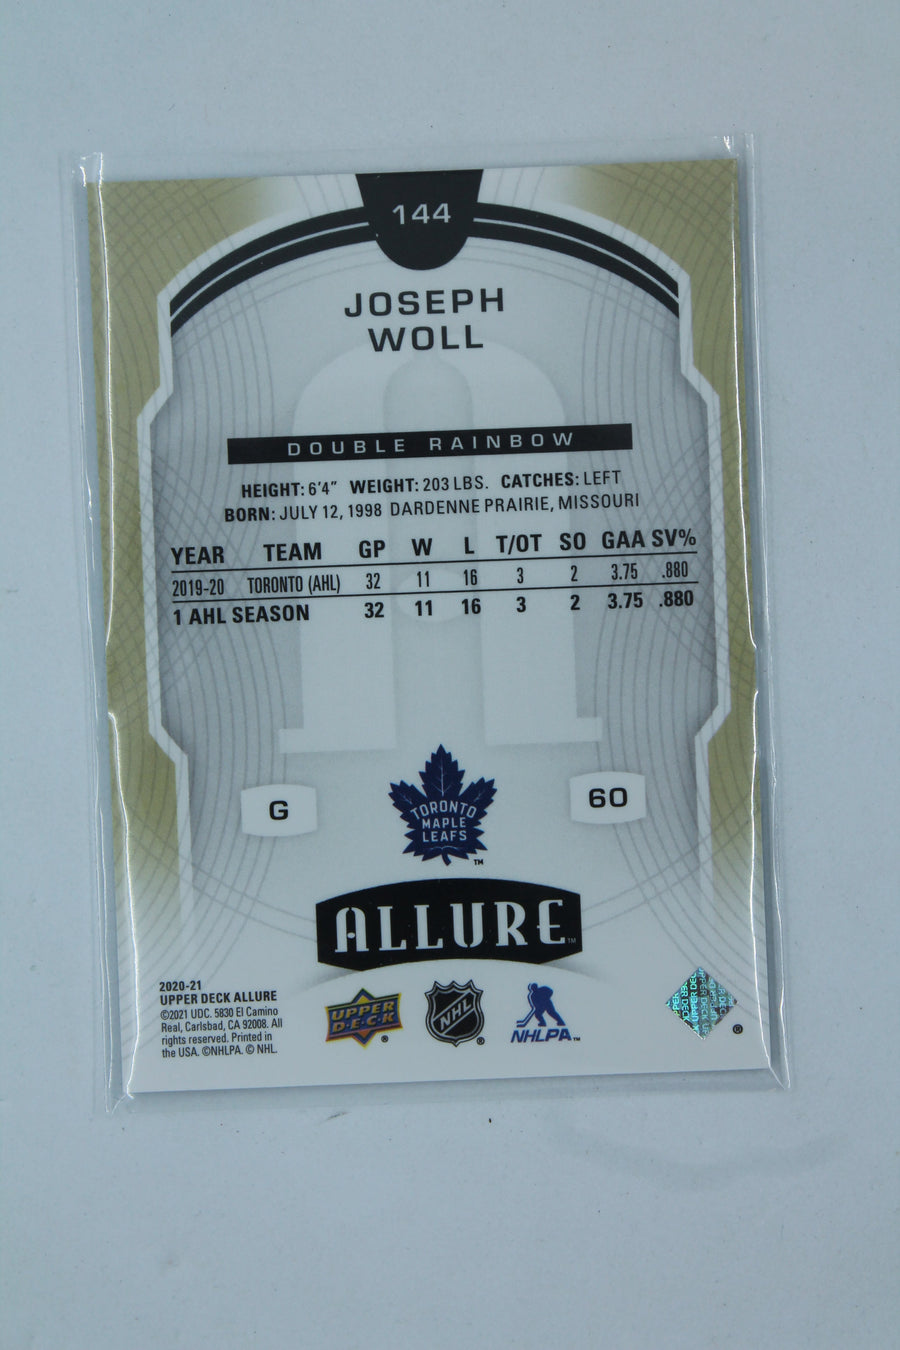 144
JOSEPH
WOLL
DOUBLE RAINBOW
HEIGHT: 6'4" WEIGHT: 203 LBS. CATCHES: LEFT
BORN: JULY 12, 1998 DARDENNE PRAIRIE, MISSOURI
YEAR TEAM GP W L T/OT SO GAA SV%
2019-20 TORONTO (AHL) 32 11 16 3 2 3.75 .880
1 AHL SEASON 32 11 16 3 2 3.75 .880
G
TORONTO
MAPLE
LEAFS
™
60
ALLURE™
2020-21
UPPER DECK ALLURE
©2021 UDC. 5830 El Camino
Real, Carlsbad, CA 92008. All
rights reserved. Printed in
the USA. ©NHLPA. © NHL.
UPPER
D·E·C·K
®
NHL
®
NHLPA™
®